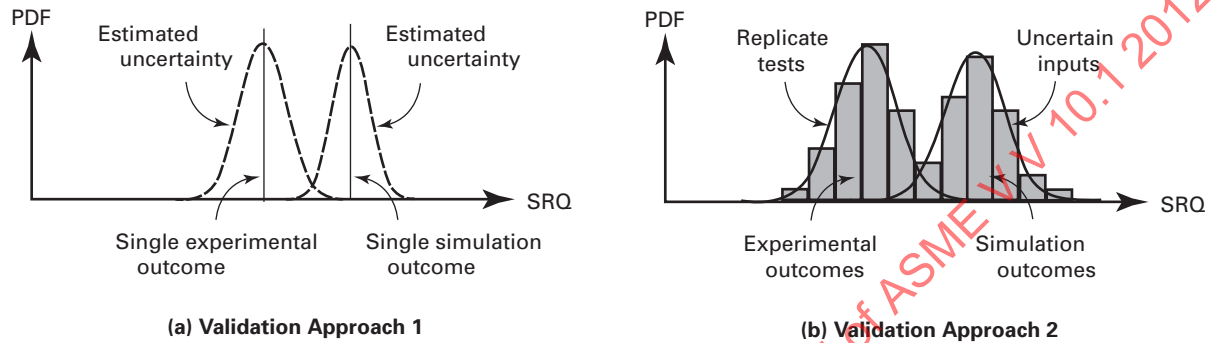 PDF
Estimated
uncertainty
Estimated
uncertainty
SRQ
Single experimental
outcome
Single simulation
outcome
(a) Validation Approach 1
PDF
Replicate
tests
Uncertain
inputs
SRQ
Experimental
outcomes
Simulation
outcomes
(b) Validation Approach 2
of ASME V V 10.1 2012